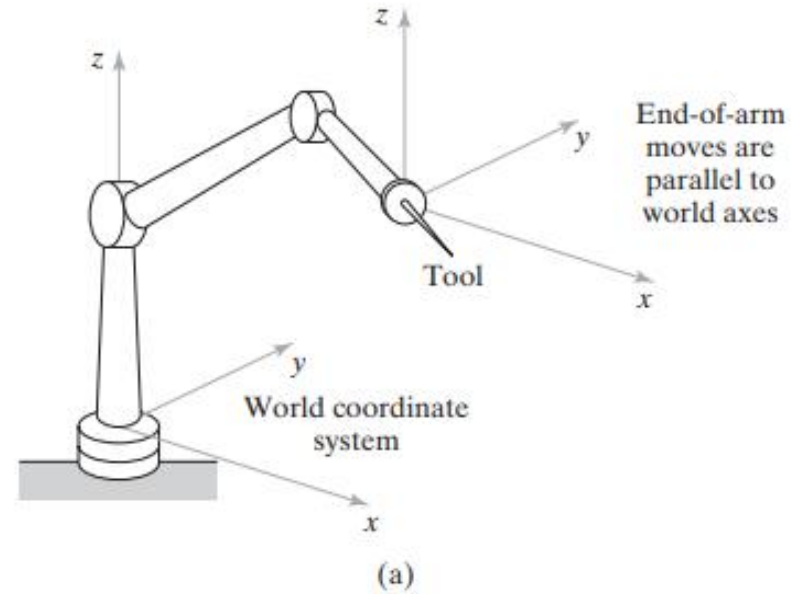 z
z
y
End-of-arm
moves are
parallel to
world axes
Tool
x
y
World coordinate
system
x
(a)